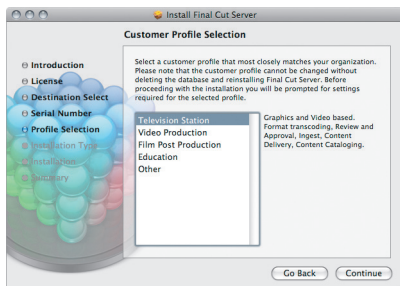 Install Final Cut Server
Customer Profile Selection
Introduction
License
Destination Select
Serial Number
Profile Selection
Installation Type
Installation
Summary
Select a customer profile that most closely matches your organization.
Please note that the customer profile cannot be changed without
deleting the database and reinstalling Final Cut Server. Before
proceeding with the installation you will be prompted for settings
required for the selected profile.
Television Station
Video Production
Film Post Production
Education
Other
Graphics and Video based.
Format transcoding, Review and
Approval, Ingest, Content
Delivery, Content Cataloging.
Go Back
Continue